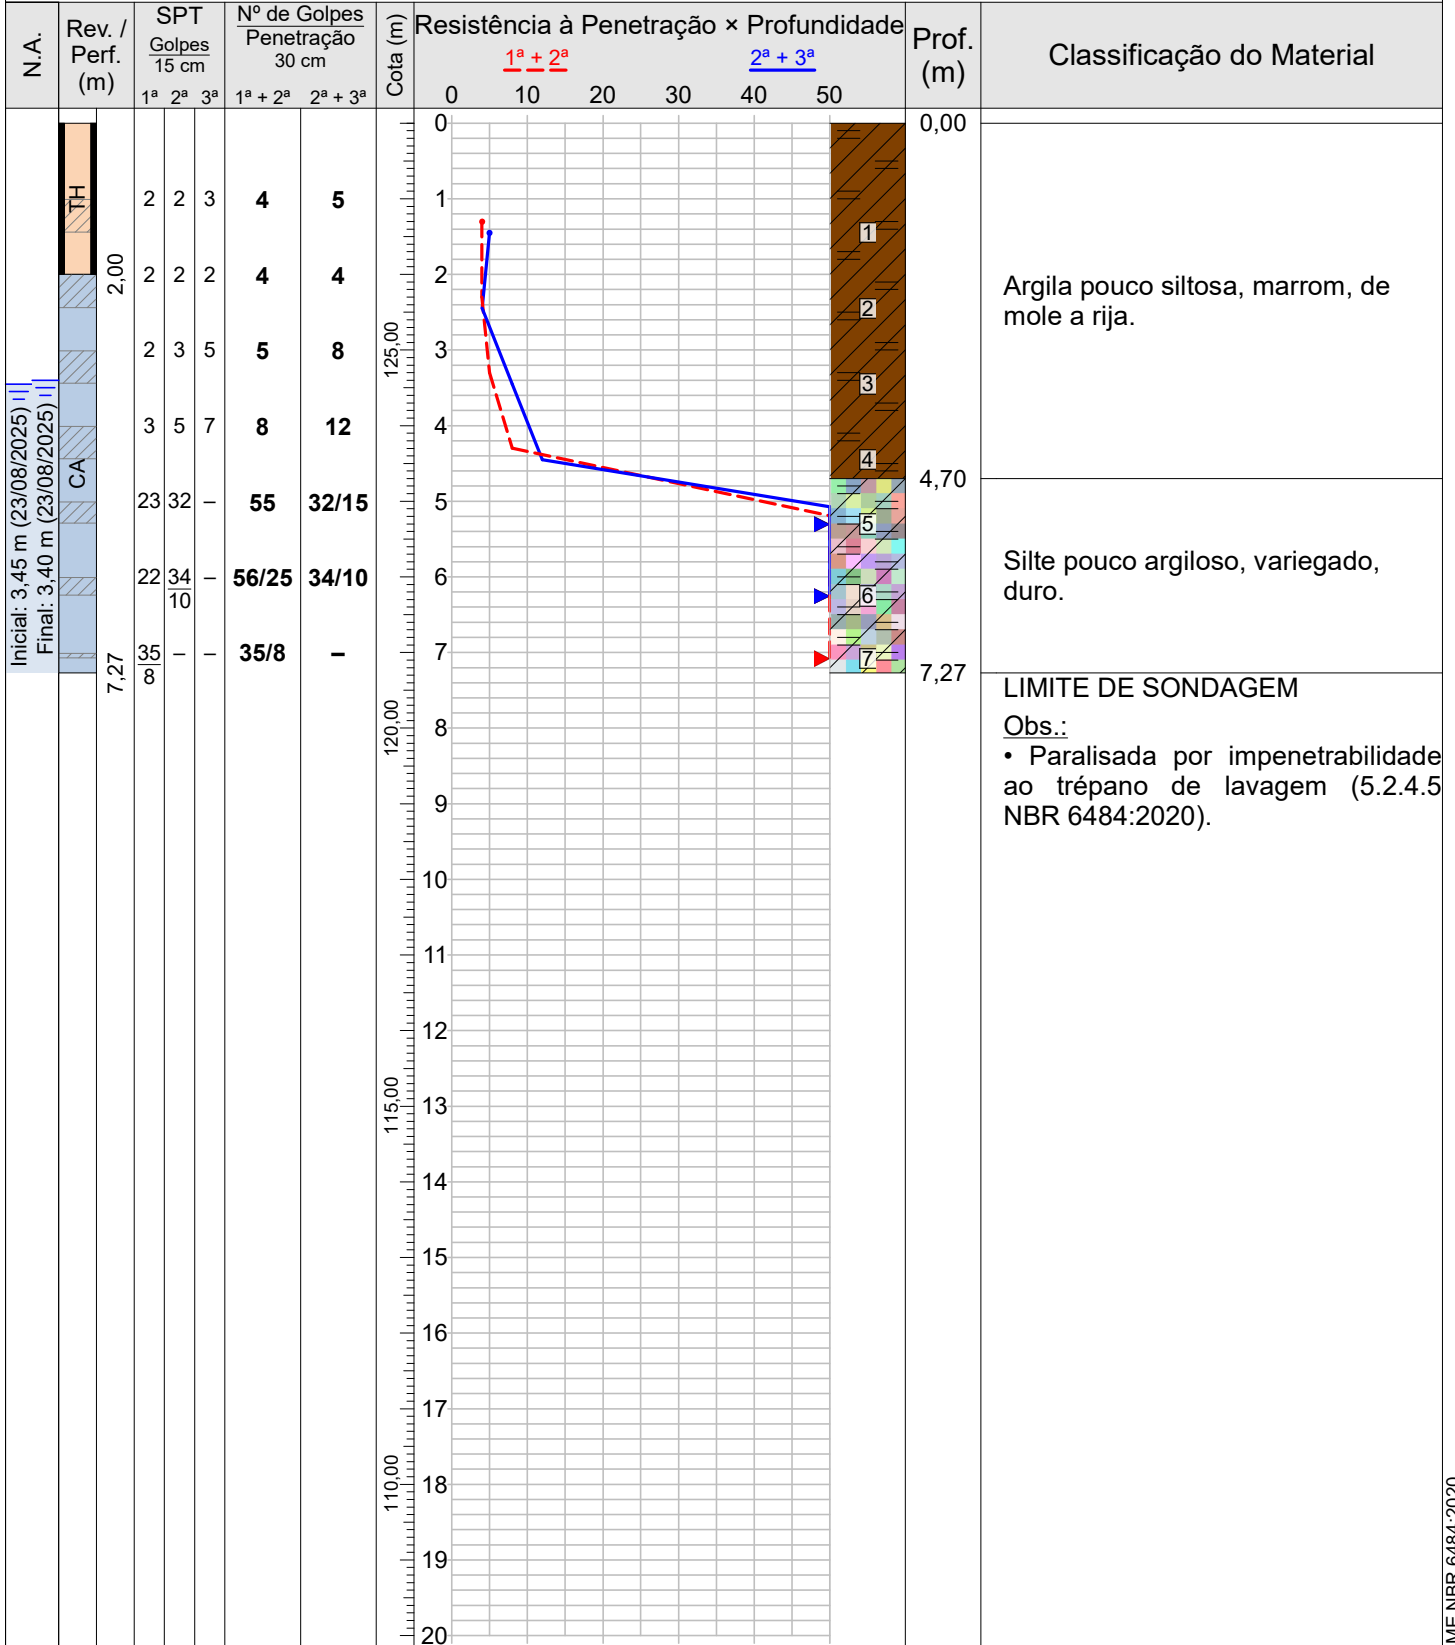 N.A.
Rev. /
Perf.
(m)
SPT
Golpes
15 cm
1ª 2ª 3ª
Nº de Golpes
Penetração
30 cm
1ª + 2ª 2ª + 3ª
Cota (m)
Resistência à Penetração × Profundidade
1ª + 2ª 2ª + 3ª
0 10 20 30 40 50
Prof.
(m)
Classificação do Material
0 0,00
TH
2 2 3 4 5 1
1
2,00
2 2 2 4 4 2
2
Argila pouco siltosa, marrom, de
mole a rija.
125,00
2 3 5 5 8 3
3
Inicial: 3,45 m (23/08/2025)
Final: 3,40 m (23/08/2025)
3 5 7 8 12 4
4
4,70
CA
23 32 – 55 32/15 5
5
Silte pouco argiloso, variegado,
duro.
22 34 – 56/25 34/10 6
10
6
35 – – 35/8 – 7
8
7
7,27
7,27
LIMITE DE SONDAGEM
Obs.:
• Paralisada por impenetrabilidade
ao trépano de lavagem (5.2.4.5
NBR 6484:2020).
120,00
8
9
10
11
12
115,00
13
14
15
16
17
110,00
18
19
20
ME NBR 6484:2020